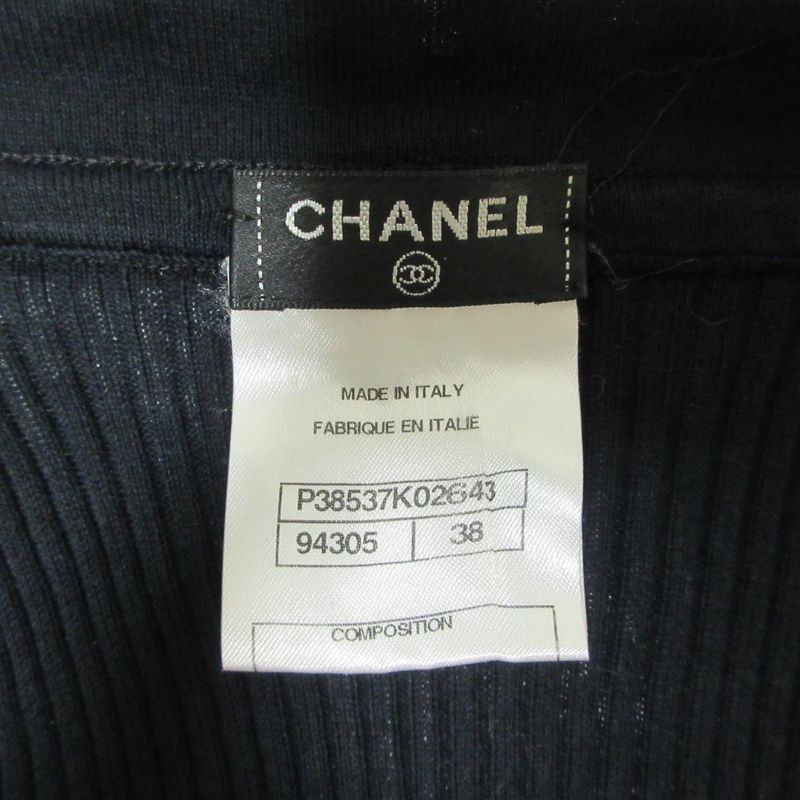 CHANEL
MADE IN ITALY
FABRIQUE EN ITALIE
P38537K02643
94305 38
COMPOSITION